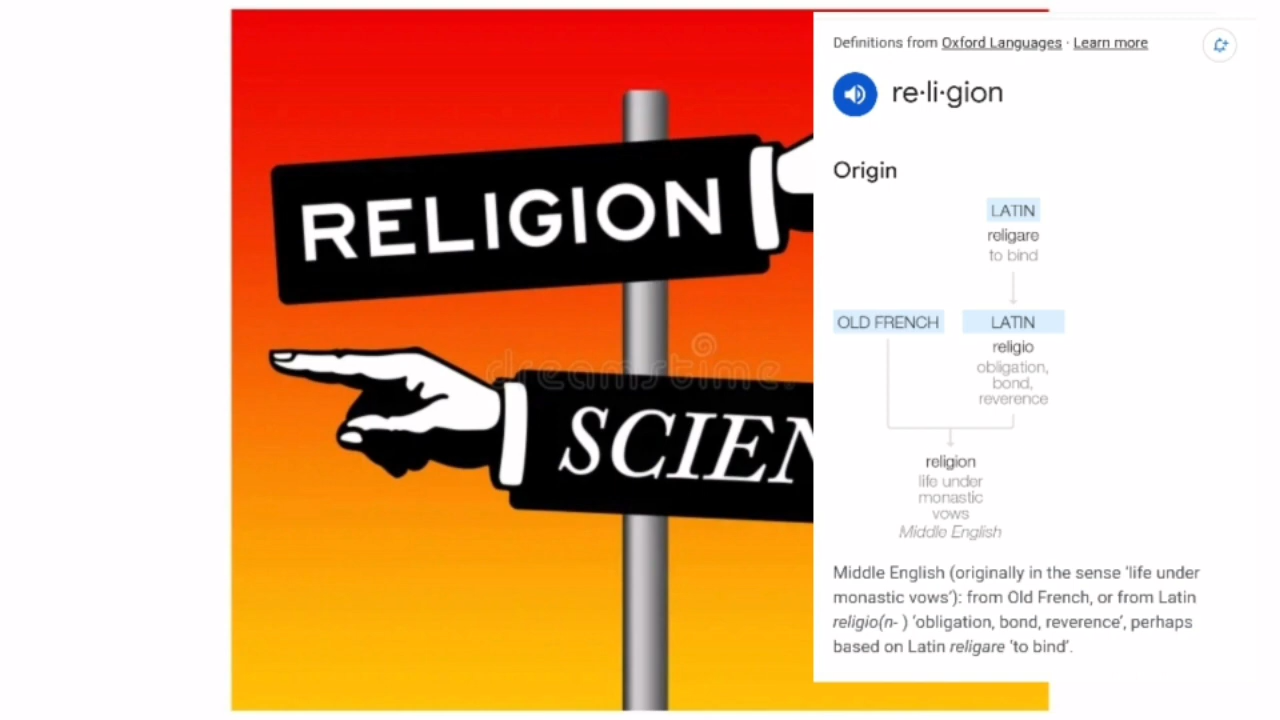 RELIGION
dreamstime.
SCIEN
Definitions from Oxford Languages · Learn more
re·li·gion
Origin
LATIN
religare
to bind
OLD FRENCH
LATIN
religio
obligation,
bond,
reverence
religion
life under
monastic
vows
Middle English
Middle English (originally in the sense ‘life under
monastic vows’): from Old French, or from Latin
religio(n- ) ‘obligation, bond, reverence’, perhaps
based on Latin religare ‘to bind’.